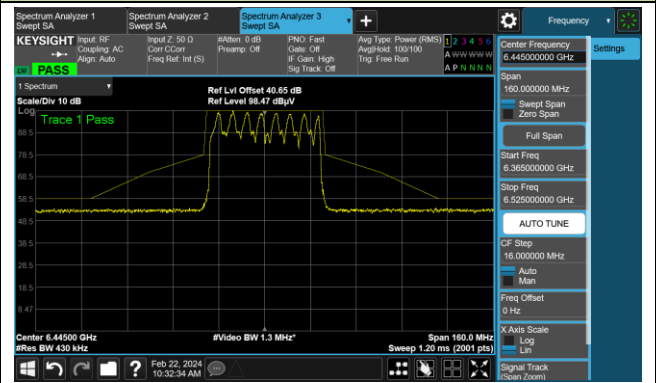 Spectrum Analyzer 1
Swept SA
Spectrum Analyzer 2
Swept SA
Spectrum Analyzer 3
Swept SA
Frequency
KEYSIGHT
Input: RF
Coupling: AC
Align: Auto
Input Z: 50 Ω
Corr CCorr
Freq Ref: Int (S)
#Atten: 0 dB
Preamp: Off
PNO: Fast
Gate: Off
IF Gain: High
Sig Track: Off
Avg Type: Power (RMS)
Avg|Hold: 100/100
Trig: Free Run
1 2 3 4 5 6
A W W W W W
A P N N N N
PASS
1 Spectrum
Scale/Div 10 dB
Ref Lvl Offset 40.65 dB
Ref Level 98.47 dBµV
Log
Trace 1 Pass
88.5
78.5
68.5
58.5
48.5
38.5
28.5
18.5
8.47
Center 6.44500 GHz
#Res BW 430 kHz
#Video BW 1.3 MHz*
Span 160.0 MHz
Sweep 1.20 ms (2001 pts)
Center Frequency
6.445000000 GHz
Settings
Span
160.000000 MHz
Swept Span
Zero Span
Full Span
Start Freq
6.365000000 GHz
Stop Freq
6.525000000 GHz
AUTO TUNE
CF Step
16.000000 MHz
Auto
Man
Freq Offset
0 Hz
X Axis Scale
Log
Lin
Signal Track
(Span Zoom)
Feb 22, 2024
10:32:34 AM